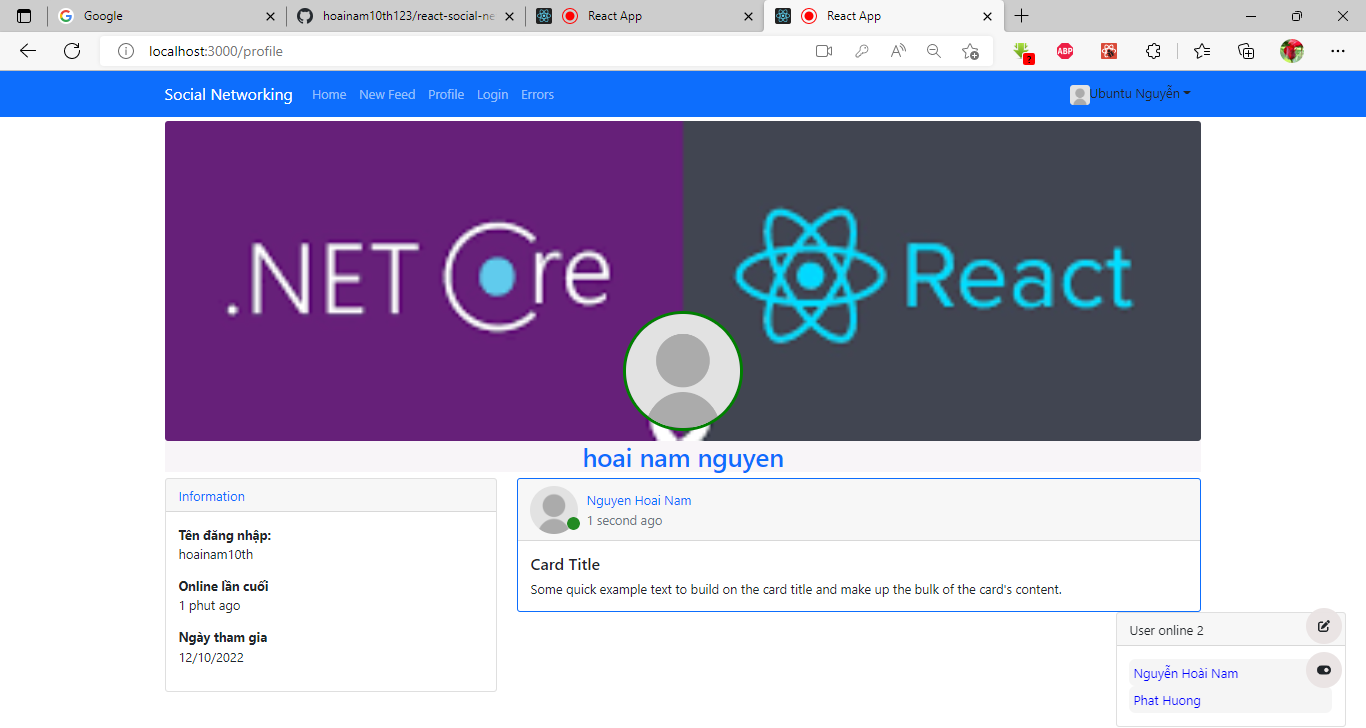 Google
hoainam10th123/react-social-ne
React App
React App
localhost:3000/profile
ABP
?
Social Networking Home New Feed Profile Login Errors
Ubuntu Nguyễn
.NET Core
React
hoai nam nguyen
Information
Tên đăng nhập:
hoainam10th
Online lần cuối
1 phut ago
Ngày tham gia
12/10/2022
Nguyen Hoai Nam
1 second ago
Card Title
Some quick example text to build on the card title and make up the bulk of the card's content.
User online 2
Nguyễn Hoài Nam
Phat Huong